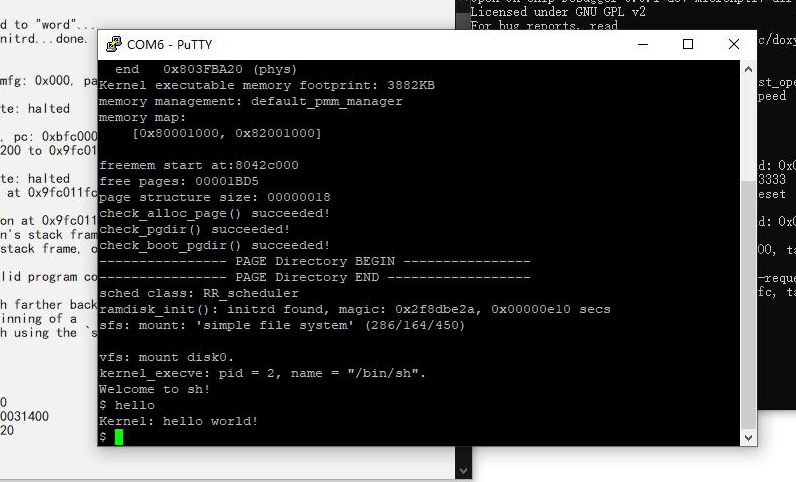 d to "word"...
nitrd...done.
mfg: 0x000, pa
te: halted
, pc: 0xbfc000
200 to 0x9fc01
te: halted
at 0x9fc011fc
on at 0x9fc011
n's stack fram
stack frame, o
lid program co
h farther back
inning of a
h using the `s
0
0031400
20
Licensed under GNU GPL v2
For bug reports, read
c/doxy
st_ope
peed
d: 0x0
3333
eset
d: 0x0
00, ta
-reque
fc, ta
COM6 - PuTTY
end 0x803FBA20 (phys)
Kernel executable memory footprint: 3882KB
memory management: default_pmm_manager
memory map:
[0x80001000, 0x82001000]
freemem start at:8042c000
free pages: 00001BD5
page structure size: 00000018
check_alloc_page() succeeded!
check_pgdir() succeeded!
check_boot_pgdir() succeeded!
---------------- PAGE Directory BEGIN ----------------
---------------- PAGE Directory END ------------------
sched class: RR_scheduler
ramdisk_init(): initrd found, magic: 0x2f8dbe2a, 0x00000e10 secs
sfs: mount: 'simple file system' (286/164/450)
vfs: mount disk0.
kernel_execve: pid = 2, name = "/bin/sh".
Welcome to sh!
$ hello
Kernel: hello world!
$